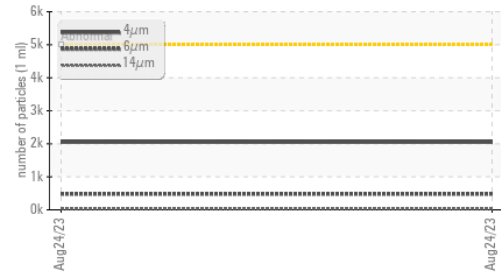 6k
5k
4k
3k
2k
1k
0k
number of particles (1 ml)
Abnormal
4µm
6µm
14µm
Aug24/23
Aug24/23